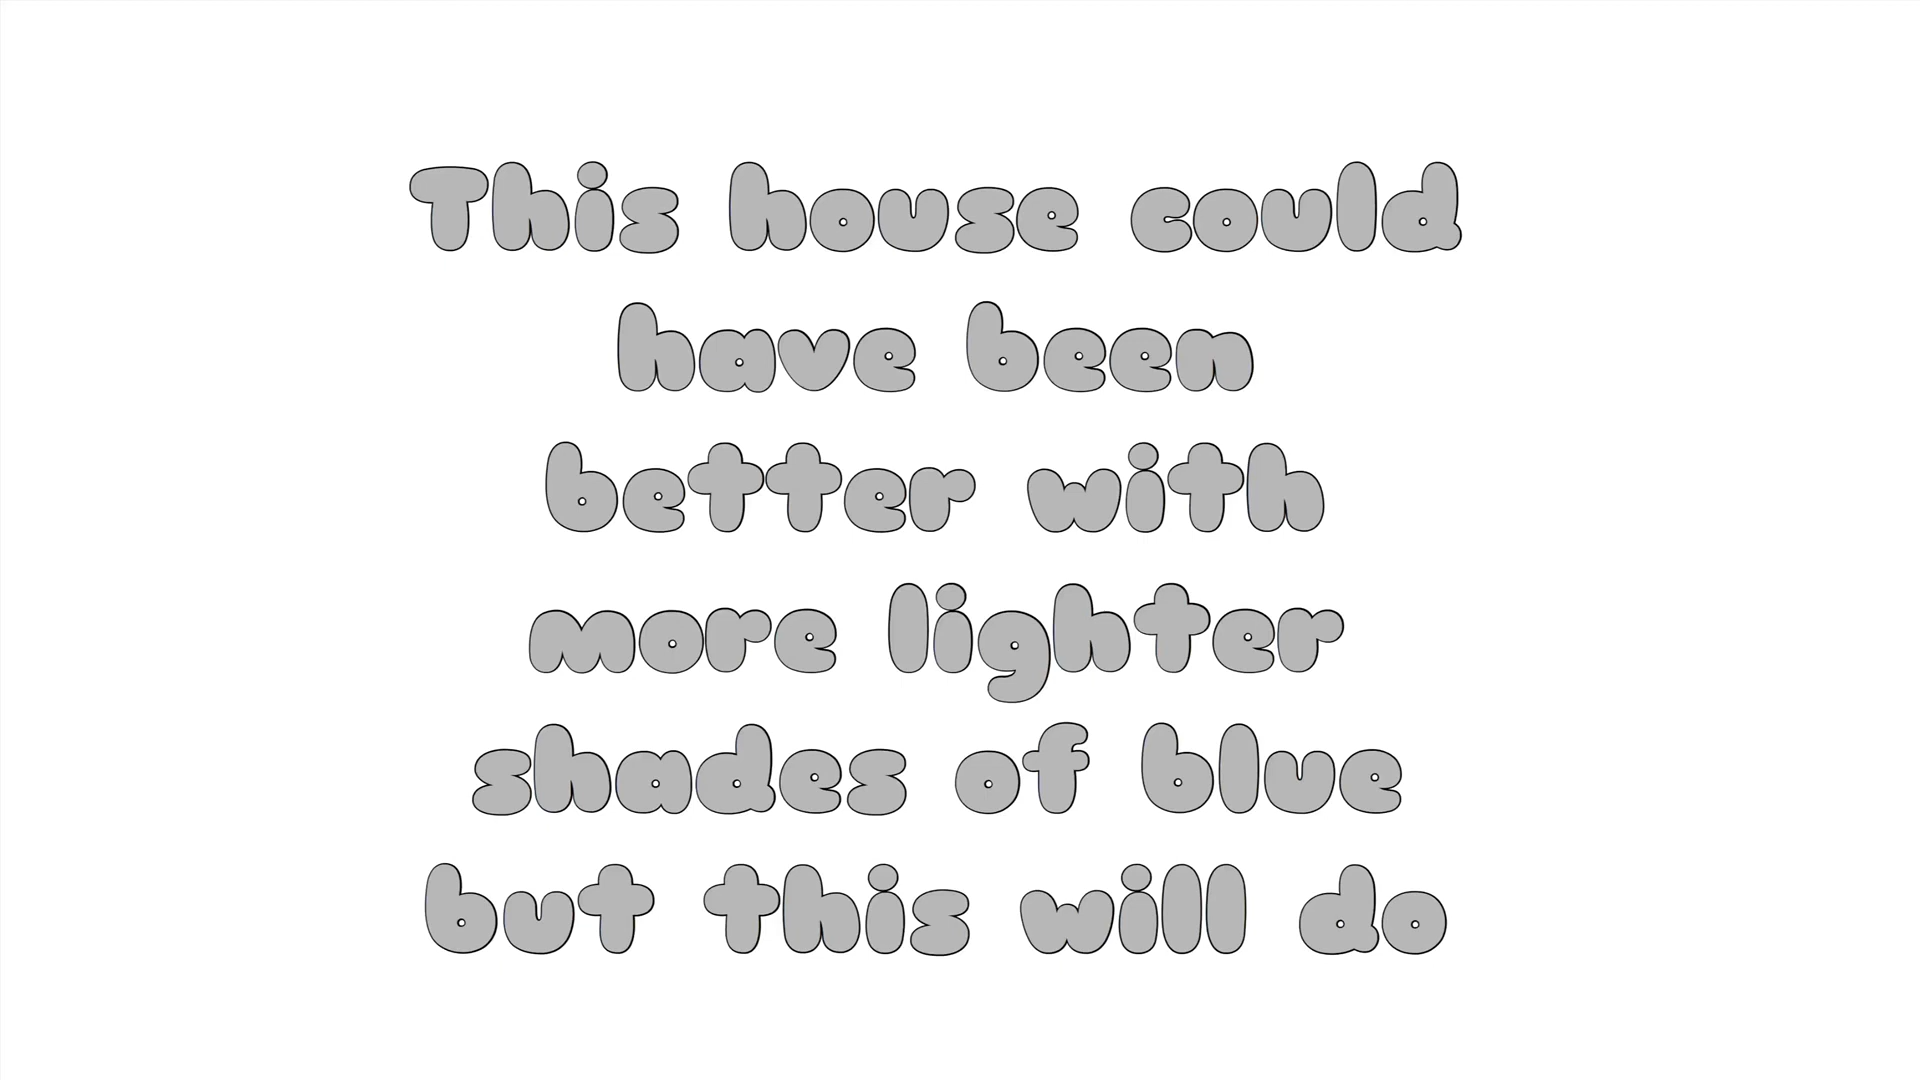 This house could
have been
better with
more lighter
shades of blue
but this will do